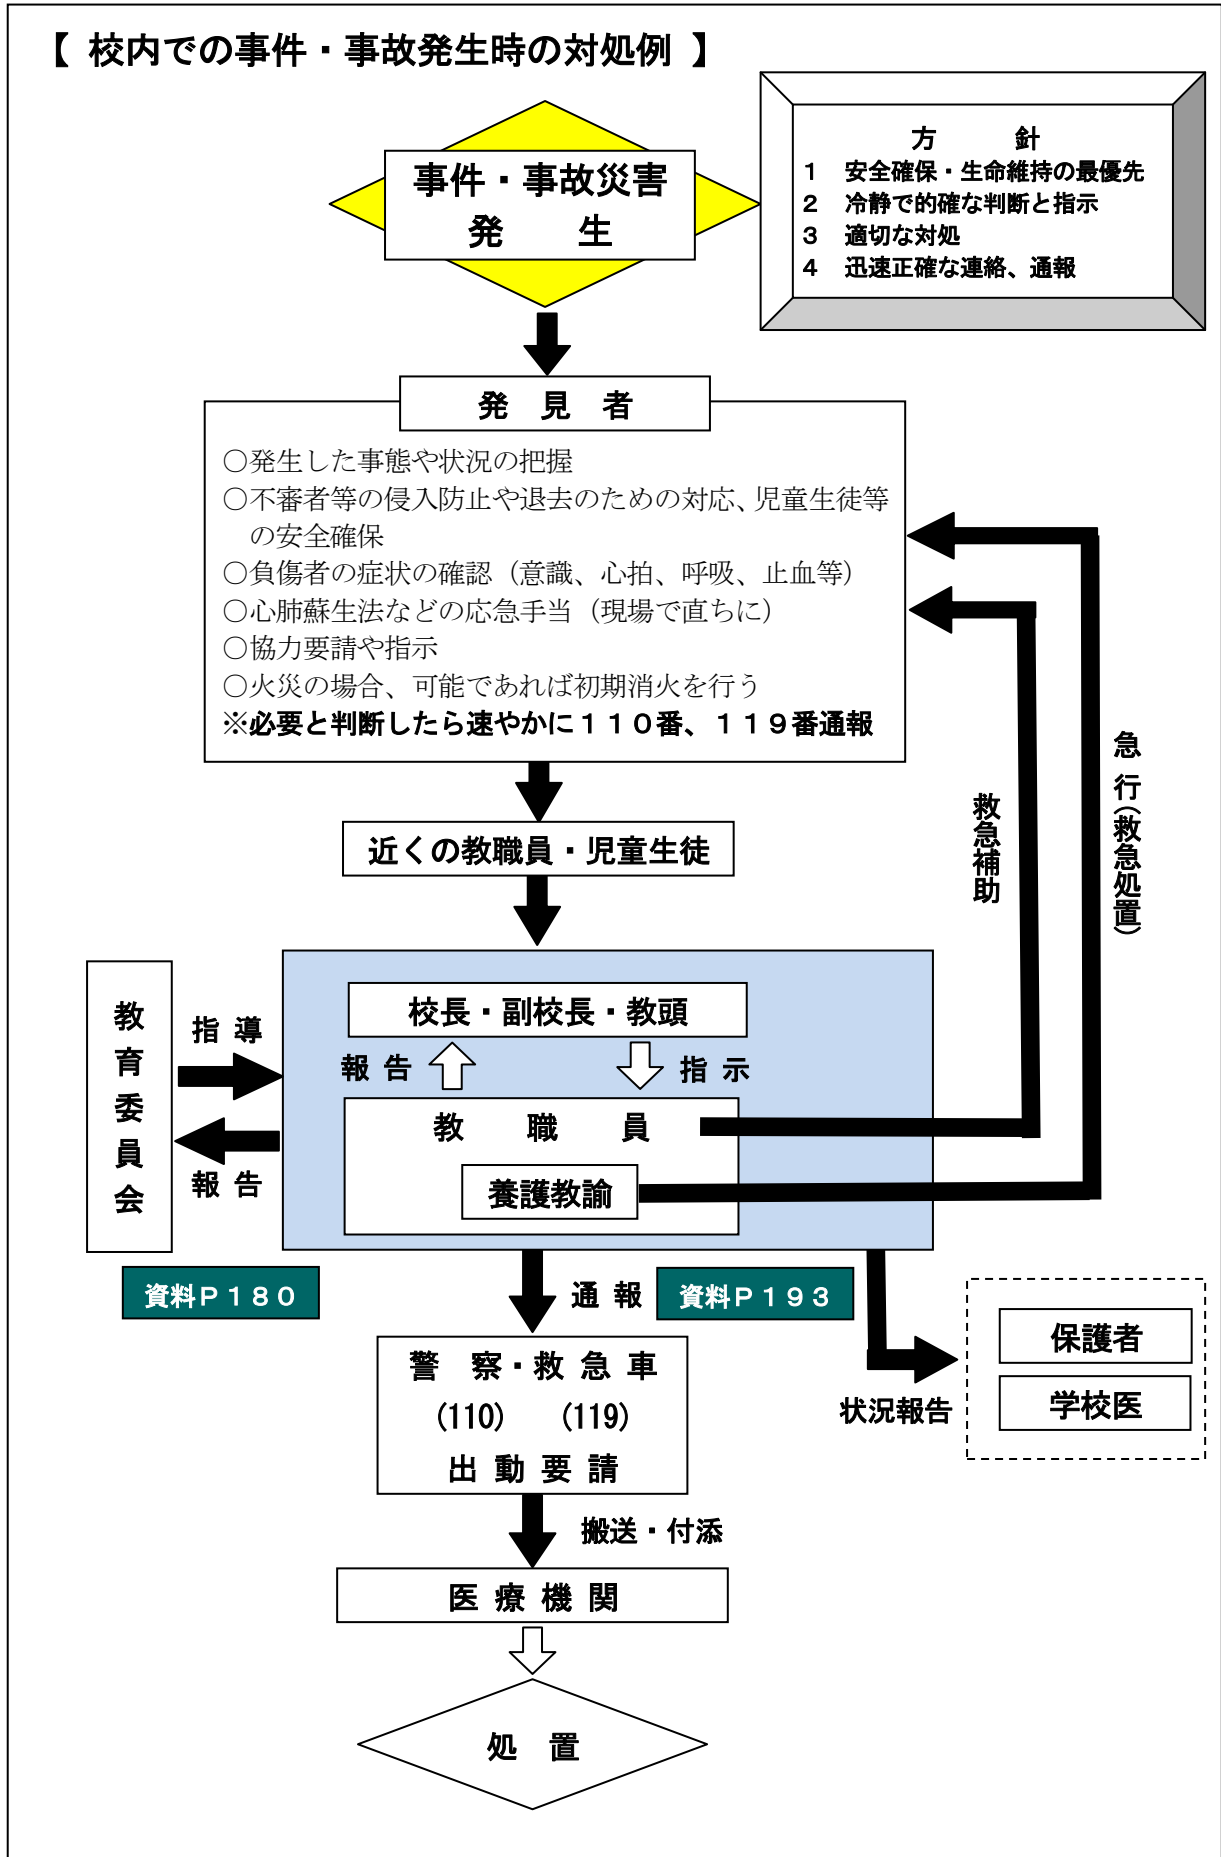 【 校内での事件・事故発生時の対処例 】
方 針
１ 安全確保・生命維持の最優先
２ 冷静で的確な判断と指示
３ 適切な対処
４ 迅速正確な連絡、通報
事件・事故災害
発 生
発 見 者
○発生した事態や状況の把握
○不審者等の侵入防止や退去のための対応、児童生徒等
の安全確保
○負傷者の症状の確認（意識、心拍、呼吸、止血等）
○心肺蘇生法などの応急手当（現場で直ちに）
○協力要請や指示
○火災の場合、可能であれば初期消火を行う
※必要と判断したら速やかに１１０番、１１９番通報
近くの教職員・児童生徒
救急補助
急 行（救急処置）
校長・副校長・教頭
報 告
指 示
教 職 員
養護教諭
教育委員会
指 導
報 告
資料Ｐ１８０
通 報
資料Ｐ１９３
警 察・救 急 車
(110) (119)
出 動 要 請
状況報告
保護者
学校医
搬送・付添
医 療 機 関
処 置